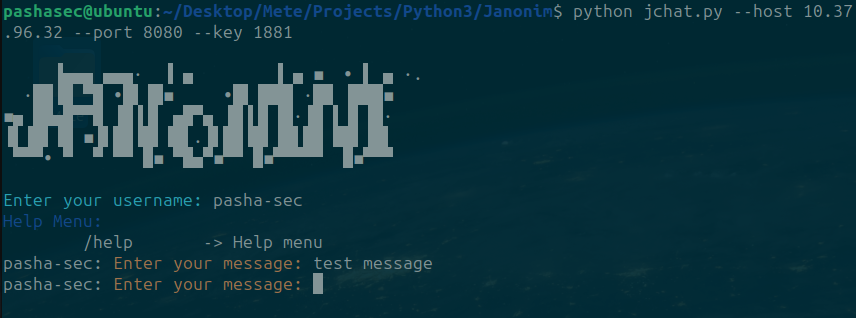 pashasec@ubuntu:~/Desktop/Mete/Projects/Python3/Janonim$ python jchat.py --host 10.37
.96.32 --port 8080 --key 1881
JANONIM
Enter your username: pasha-sec
Help Menu:
/help -> Help menu
pasha-sec: Enter your message: test message
pasha-sec: Enter your message: